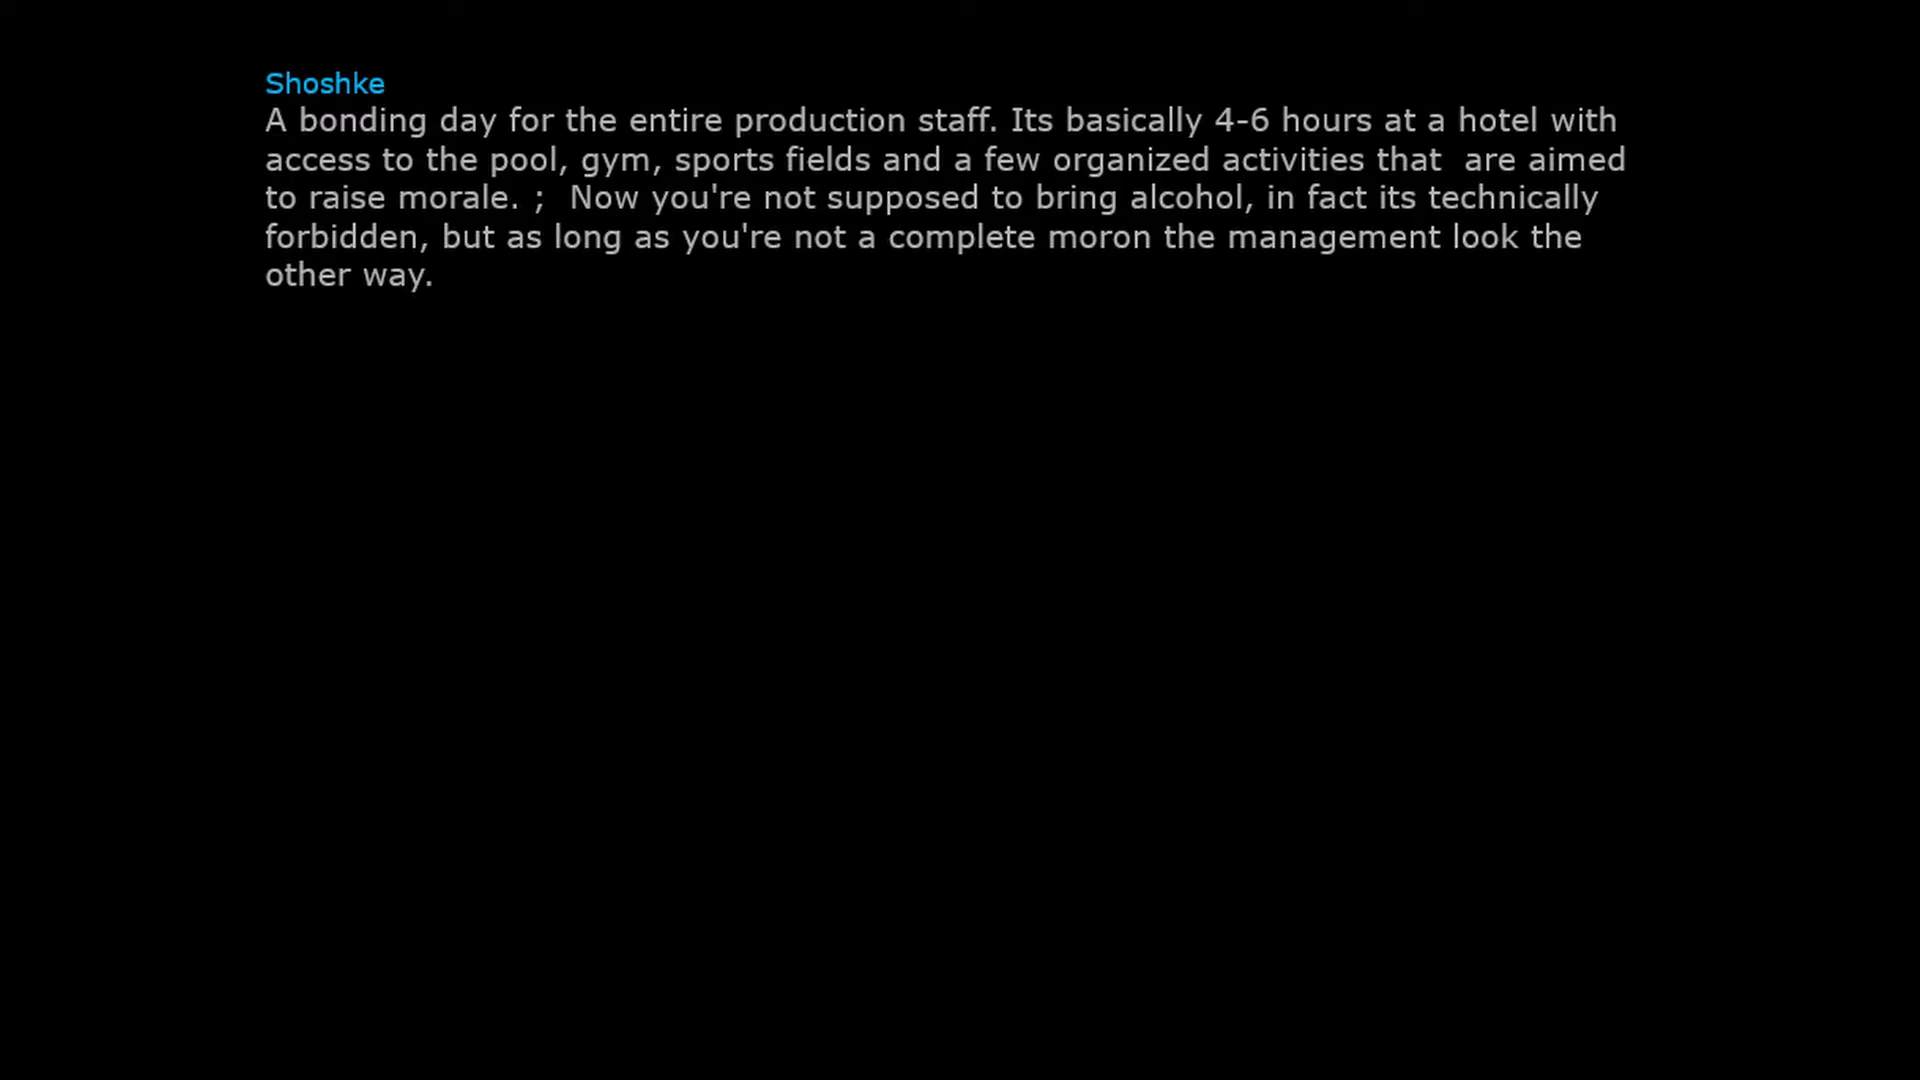 Shoshke
A bonding day for the entire production staff. Its basically 4-6 hours at a hotel with
access to the pool, gym, sports fields and a few organized activities that  are aimed
to raise morale. ;  Now you're not supposed to bring alcohol, in fact its technically
forbidden, but as long as you're not a complete moron the management look the
other way.